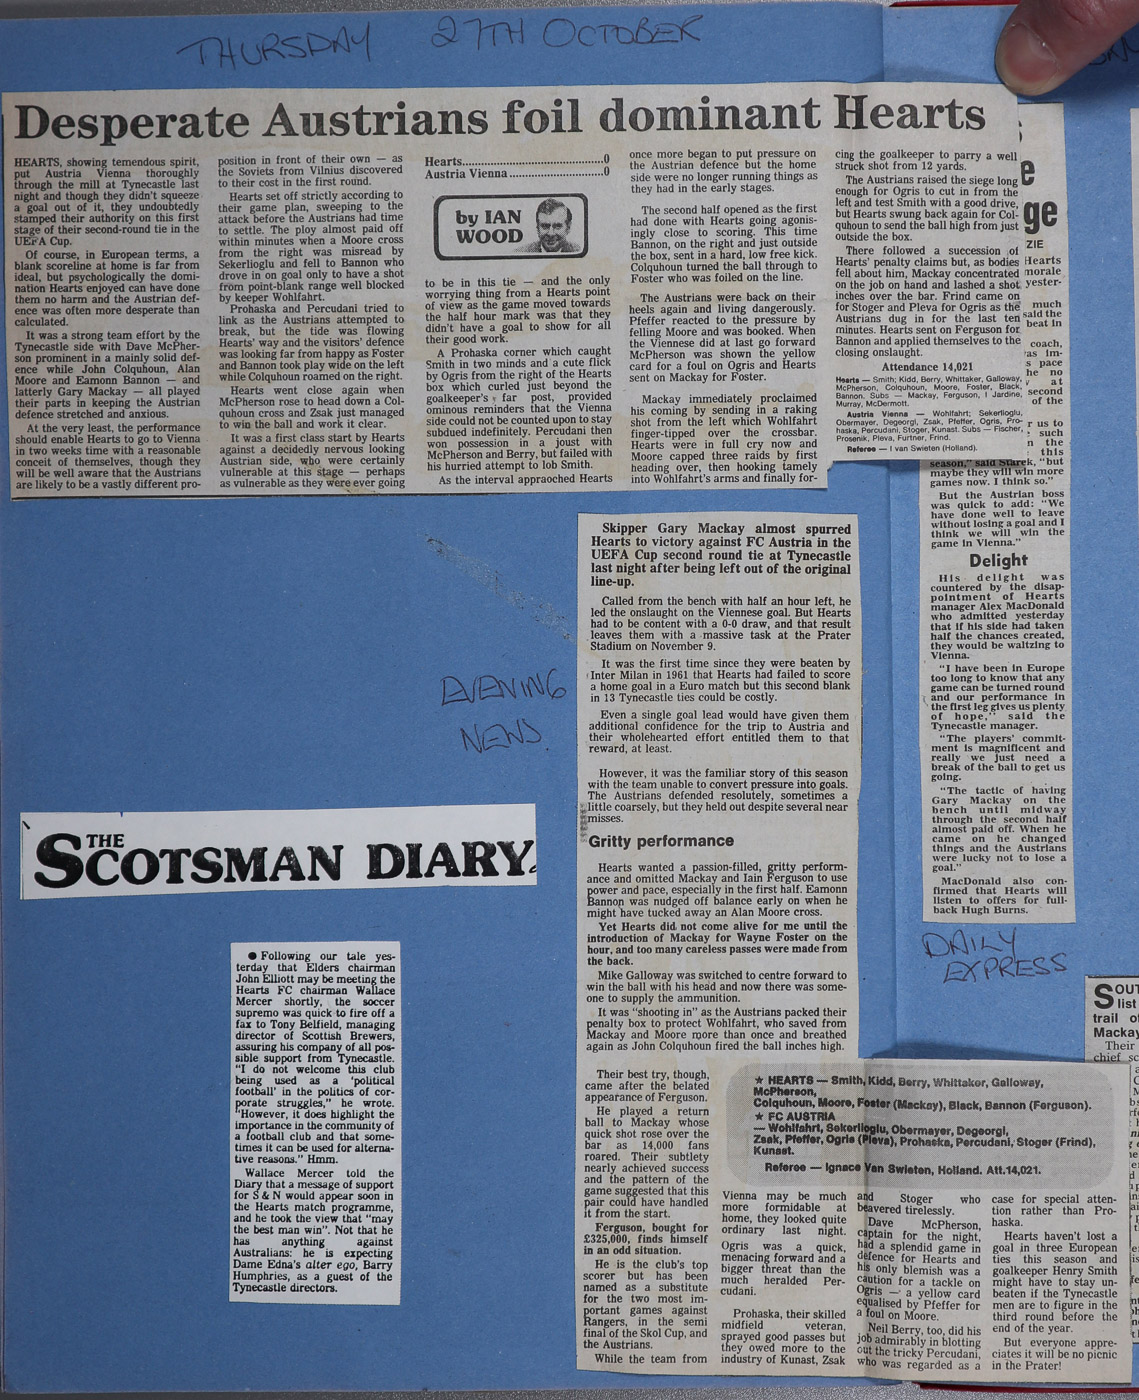 THURSDAY 27TH OCTOBER
Desperate Austrians foil dominant Hearts
HEARTS, showing temendous spirit,
put Austria Vienna thoroughly
through the mill at Tynecastle last
night and though they didn't squeeze
a goal out of it, they undoubtedly
stamped their authority on this first
stage of their second-round tie in the
UEFA Cup.
Of course, in European terms, a
blank scoreline at home is far from
ideal, but psychologically the domi-
nation Hearts enjoyed can have done
them no harm and the Austrian def-
ence was often more desperate than
calculated.
It was a strong team effort by the
Tynecastle side with Dave McPher-
son prominent in a mainly solid def-
ence while John Colquhoun, Alan
Moore and Eamonn Bannon — and
latterly Gary Mackay — all played
their parts in keeping the Austrian
defence stretched and anxious.
At the very least, the performance
should enable Hearts to go to Vienna
in two weeks time with a reasonable
conceit of themselves, though they
will be well aware that the Austrians
are likely to be a vastly different pro-
position in front of their own — as
the Soviets from Vilnius discovered
to their cost in the first round.
Hearts set off strictly according to
their game plan, sweeping to the
attack before the Austrians had time
to settle. The ploy almost paid off
within minutes when a Moore cross
from the right was misread by
Sekerlioglu and fell to Bannon who
drove in on goal only to have a shot
from point-blank range well blocked
by keeper Wohlfahrt.
Prohaska and Percudani tried to
link as the Austrians attempted to
break, but the tide was flowing
Hearts' way and the visitors' defence
was looking far from happy as Foster
and Bannon took play wide on the left
while Colquhoun roamed on the right.
Hearts went close again when
McPherson rose to head down a Col-
quhoun cross and Zsak just managed
to win the ball and work it clear.
It was a first class start by Hearts
against a decidedly nervous looking
Austrian side, who were certainly
vulnerable at this stage — perhaps
as vulnerable as they were ever going
Hearts..................................0
Austria Vienna........................0
by IAN
WOOD
to be in this tie — and the only
worrying thing from a Hearts point
of view as the game moved towards
the half hour mark was that they
didn't have a goal to show for all
their good work.
A Prohaska corner which caught
Smith in two minds and a cute flick
by Ogris from the right of the Hearts
box which curled just beyond the
goalkeeper's far post, provided
ominous reminders that the Vienna
side could not be counted upon to stay
subdued indefinitely. Percudani then
won possession in a joust with
McPherson and Berry, but failed with
his hurried attempt to lob Smith.
As the interval appraoched Hearts
once more began to put pressure on
the Austrian defence but the home
side were no longer running things as
they had in the early stages.
The second half opened as the first
had done with Hearts going agonis-
ingly close to scoring. This time
Bannon, on the right and just outside
the box, sent in a hard, low free kick.
Colquhoun turned the ball through to
Foster who was foiled on the line.
The Austrians were back on their
heels again and living dangerously.
Pfeffer reacted to the pressure by
felling Moore and was booked. When
the Viennese did at last go forward
McPherson was shown the yellow
card for a foul on Ogris and Hearts
sent on Mackay for Foster.
Mackay immediately proclaimed
his coming by sending in a raking
shot from the left which Wohlfahrt
finger-tipped over the crossbar.
Hearts were in full cry now and
Moore capped three raids by first
heading over, then hooking tamely
into Wohlfahrt's arms and finally for-
cing the goalkeeper to parry a well
struck shot from 12 yards.
The Austrians raised the siege long
enough for Ogris to cut in from the
left and test Smith with a good drive,
but Hearts swung back again for Col-
quhoun to send the ball high from just
outside the box.
There followed a succession of
Hearts' penalty claims but, as bodies
fell about him, Mackay concentrated
on the job on hand and lashed a shot
inches over the bar. Frind came on
for Stoger and Pleva for Ogris as the
Austrians dug in for the last ten
minutes. Hearts sent on Ferguson for
Bannon and applied themselves to the
closing onslaught.
Attendance 14,021
Hearts — Smith; Kidd, Berry, Whittaker, Galloway,
McPherson, Colquhoun, Moore, Foster, Black,
Bannon. Subs — Mackay, Ferguson, I Jardine,
Murray, McDermott.
Austria Vienna — Wohlfahrt; Sekerlioglu,
Obermayer, Degeorgi, Zsak, Pfeffer, Ogris, Pro-
haska, Percudani, Stoger, Kunast. Subs — Fischer,
Prosenik, Pleva, Furtner, Frind.
Referee — I van Swieten (Holland).
e
ge
ZIE
Hearts
morale
yester-
much
said the
beat in
coach,
as im-
s pace
he no
at
second
of the
r us to
such
n the
this
season," said Starek, "but
maybe they will win more
games now. I think so."
But the Austrian boss
was quick to add: "We
have done well to leave
without losing a goal and I
think we will win the
game in Vienna."
Delight
His delight was
countered by the disap-
pointment of Hearts
manager Alex MacDonald
who admitted yesterday
that if his side had taken
half the chances created,
they would be waltzing to
Vienna.
"I have been in Europe
too long to know that any
game can be turned round
and our performance in
the first leg gives us plenty
of hope," said the
Tynecastle manager.
"The players' commit-
ment is magnificent and
really we just need a
break of the ball to get us
going.
"The tactic of having
Gary Mackay on the
bench until midway
through the second half
almost paid off. When he
came on he changed
things and the Austrians
were lucky not to lose a
goal."
MacDonald also con-
firmed that Hearts will
listen to offers for full-
back Hugh Burns.
DAILY
EXPRESS
Skipper Gary Mackay almost spurred
Hearts to victory against FC Austria in the
UEFA Cup second round tie at Tynecastle
last night after being left out of the original
line-up.
Called from the bench with half an hour left, he
led the onslaught on the Viennese goal. But Hearts
had to be content with a 0-0 draw, and that result
leaves them with a massive task at the Prater
Stadium on November 9.
It was the first time since they were beaten by
Inter Milan in 1961 that Hearts had failed to score
a home goal in a Euro match but this second blank
in 13 Tynecastle ties could be costly.
Even a single goal lead would have given them
additional confidence for the trip to Austria and
their wholehearted effort entitled them to that
reward, at least.
However, it was the familiar story of this season
with the team unable to convert pressure into goals.
The Austrians defended resolutely, sometimes a
little coarsely, but they held out despite several near
misses.
Gritty performance
Hearts wanted a passion-filled, gritty perform-
ance and omitted Mackay and Iain Ferguson to use
power and pace, especially in the first half. Eamonn
Bannon was nudged off balance early on when he
might have tucked away an Alan Moore cross.
Yet Hearts did not come alive for me until the
introduction of Mackay for Wayne Foster on the
hour, and too many careless passes were made from
the back.
Mike Galloway was switched to centre forward to
win the ball with his head and now there was some-
one to supply the ammunition.
It was "shooting in" as the Austrians packed their
penalty box to protect Wohlfahrt, who saved from
Mackay and Moore more than once and breathed
again as John Colquhoun fired the ball inches high.
Their best try, though,
came after the belated
appearance of Ferguson.
He played a return
ball to Mackay whose
quick shot rose over the
bar as 14,000 fans
roared. Their subtlety
nearly achieved success
and the pattern of the
game suggested that this
pair could have handled
it from the start.
Ferguson, bought for
£325,000, finds himself
in an odd situation.
He is the club's top
scorer but has been
named as a substitute
for the two most im-
portant games against
Rangers, in the semi
final of the Skol Cup, and
the Austrians.
While the team from
★ HEARTS — Smith, Kidd, Berry, Whittaker, Galloway,
McPherson,
Colquhoun, Moore, Foster (Mackay), Black, Bannon (Ferguson).
★ FC AUSTRIA
— Wohlfahrt, Sekerlioglu, Obermayer, Degeorgi,
Zsak, Pfeffer, Ogris (Pleva), Prohaska, Percudani, Stoger (Frind),
Kunast.
Referee — Ignace Van Swieten, Holland. Att.14,021.
Vienna may be much
more formidable at
home, they looked quite
ordinary last night.
Ogris was a quick,
menacing forward and a
bigger threat than the
much heralded Per-
cudani.
Prohaska, their skilled
midfield veteran,
sprayed good passes but
they owed more to the
industry of Kunast, Zsak
and Stoger who
beavered tirelessly.
Dave McPherson,
captain for the night,
had a splendid game in
defence for Hearts and
his only blemish was a
caution for a tackle on
Ogris — a yellow card
equalised by Pfeffer for
a foul on Moore.
Neil Berry, too, did his
job admirably in blotting
out the tricky Percudani,
who was regarded as a
case for special atten-
tion rather than Pro-
haska.
Hearts haven't lost a
goal in three European
ties this season and
goalkeeper Henry Smith
might have to stay un-
beaten if the Tynecastle
men are to figure in the
third round before the
end of the year.
But everyone appre-
ciates it will be no picnic
in the Prater!
EVENING
NEWS.
THE
SCOTSMAN DIARY
● Following our tale yes-
terday that Elders chairman
John Elliott may be meeting the
Hearts FC chairman Wallace
Mercer shortly, the soccer
supremo was quick to fire off a
fax to Tony Belfield, managing
director of Scottish Brewers,
assuring his company of all pos-
sible support from Tynecastle.
"I do not welcome this club
being used as a 'political
football' in the politics of cor-
porate struggles," he wrote.
"However, it does highlight the
importance in the community of
a football club and that some-
times it can be used for alterna-
tive reasons." Hmm.
Wallace Mercer told the
Diary that a message of support
for S & N would appear soon in
the Hearts match programme,
and he took the view that "may
the best man win". Not that he
has anything against
Australians: he is expecting
Dame Edna's alter ego, Barry
Humphries, as a guest of the
Tynecastle directors.
SOUT
list
trail o
Mackay
Their
chief sc